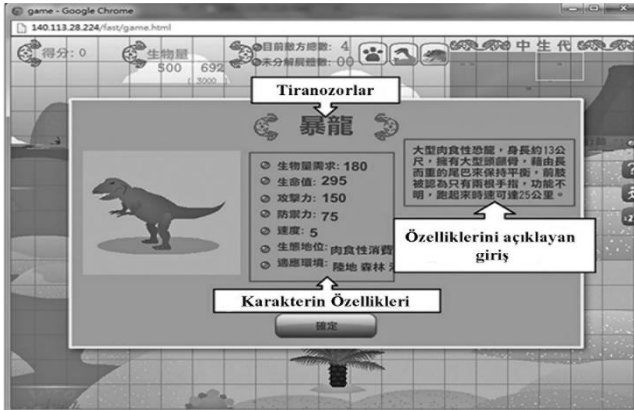 game - Google Chrome
140.113.28.224/fast/game.html
得分: 0
生物量
500 692
3000
目前敵方總數: 4
未分解屍體數: 00
中生代
Tiranozorlar
暴龍
生物量需求: 180
生命值: 295
攻擊力: 150
防禦力: 75
速度: 5
生態地位: 肉食性消費
適應環境: 陸地 森林
大型肉食性恐龍，身長約13公
尺，擁有大型頭顱骨，藉由長
而重的尾巴來保持平衡，前肢
被認為只有兩根手指，功能不
明，跑起來時速可達25公里。
Özelliklerini açıklayan
giriş
Karakterin Özellikleri
確定